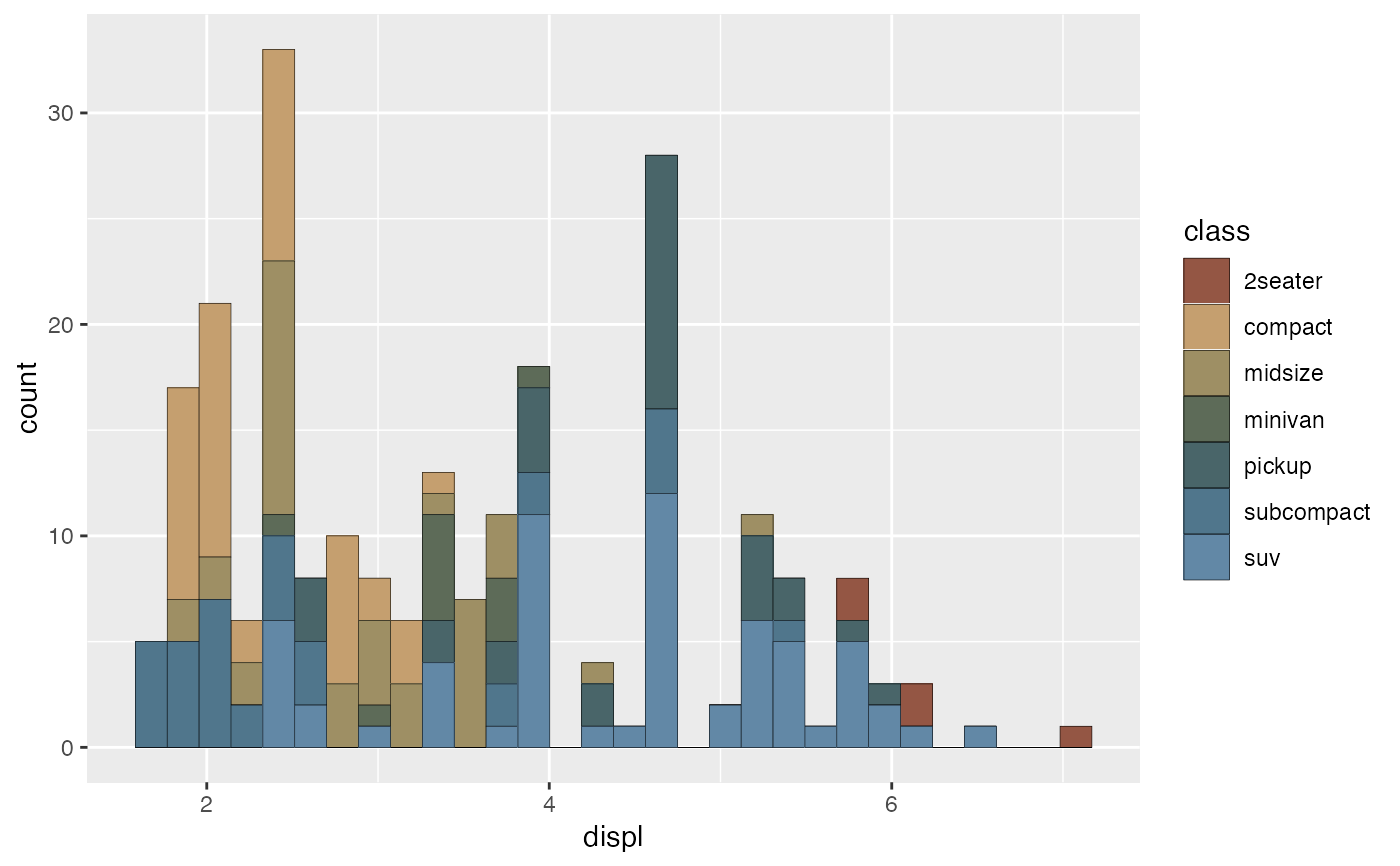 30
20
10
0
count
2
4
6
displ
class
2seater
compact
midsize
minivan
pickup
subcompact
suv